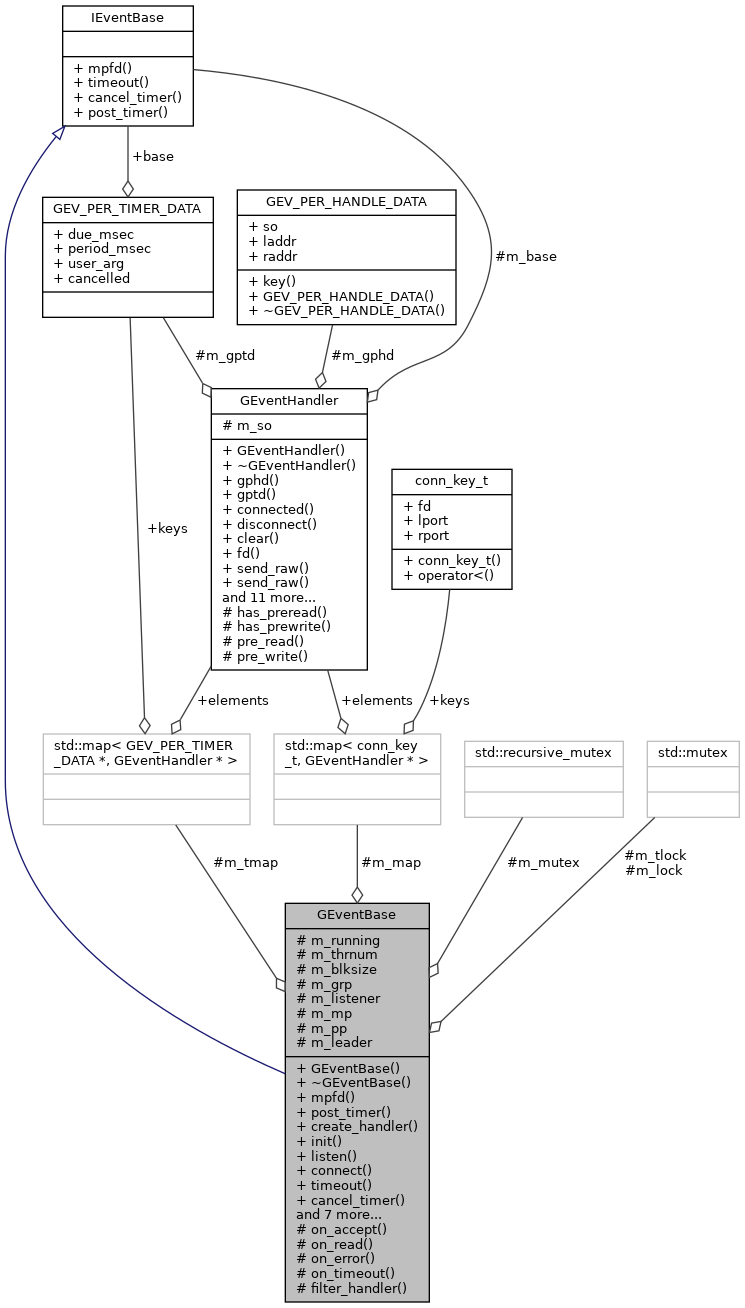 IEventBase
+ mpfd()
+ timeout()
+ cancel_timer()
+ post_timer()
+base
GEV_PER_TIMER_DATA
+ due_msec
+ period_msec
+ user_arg
+ cancelled
GEV_PER_HANDLE_DATA
+ so
+ laddr
+ raddr
+ key()
+ GEV_PER_HANDLE_DATA()
+ ~GEV_PER_HANDLE_DATA()
#m_base
#m_gptd
#m_gphd
GEventHandler
# m_so
+ GEventHandler()
+ ~GEventHandler()
+ gphd()
+ gptd()
+ connected()
+ disconnect()
+ clear()
+ fd()
+ send_raw()
+ send_raw()
and 11 more...
# has_preread()
# has_prewrite()
# pre_read()
# pre_write()
conn_key_t
+ fd
+ lport
+ rport
+ conn_key_t()
+ operator<()
+keys
+elements
+elements
+keys
std::map< GEV_PER_TIMER
_DATA *, GEventHandler * >
std::map< conn_key
_t, GEventHandler * >
std::recursive_mutex
std::mutex
#m_tmap
#m_map
#m_mutex
#m_tlock
#m_lock
GEventBase
# m_running
# m_thrnum
# m_blksize
# m_grp
# m_listener
# m_mp
# m_pp
# m_leader
+ GEventBase()
+ ~GEventBase()
+ mpfd()
+ post_timer()
+ create_handler()
+ init()
+ listen()
+ connect()
+ timeout()
+ cancel_timer()
and 7 more...
# on_accept()
# on_read()
# on_error()
# on_timeout()
# filter_handler()